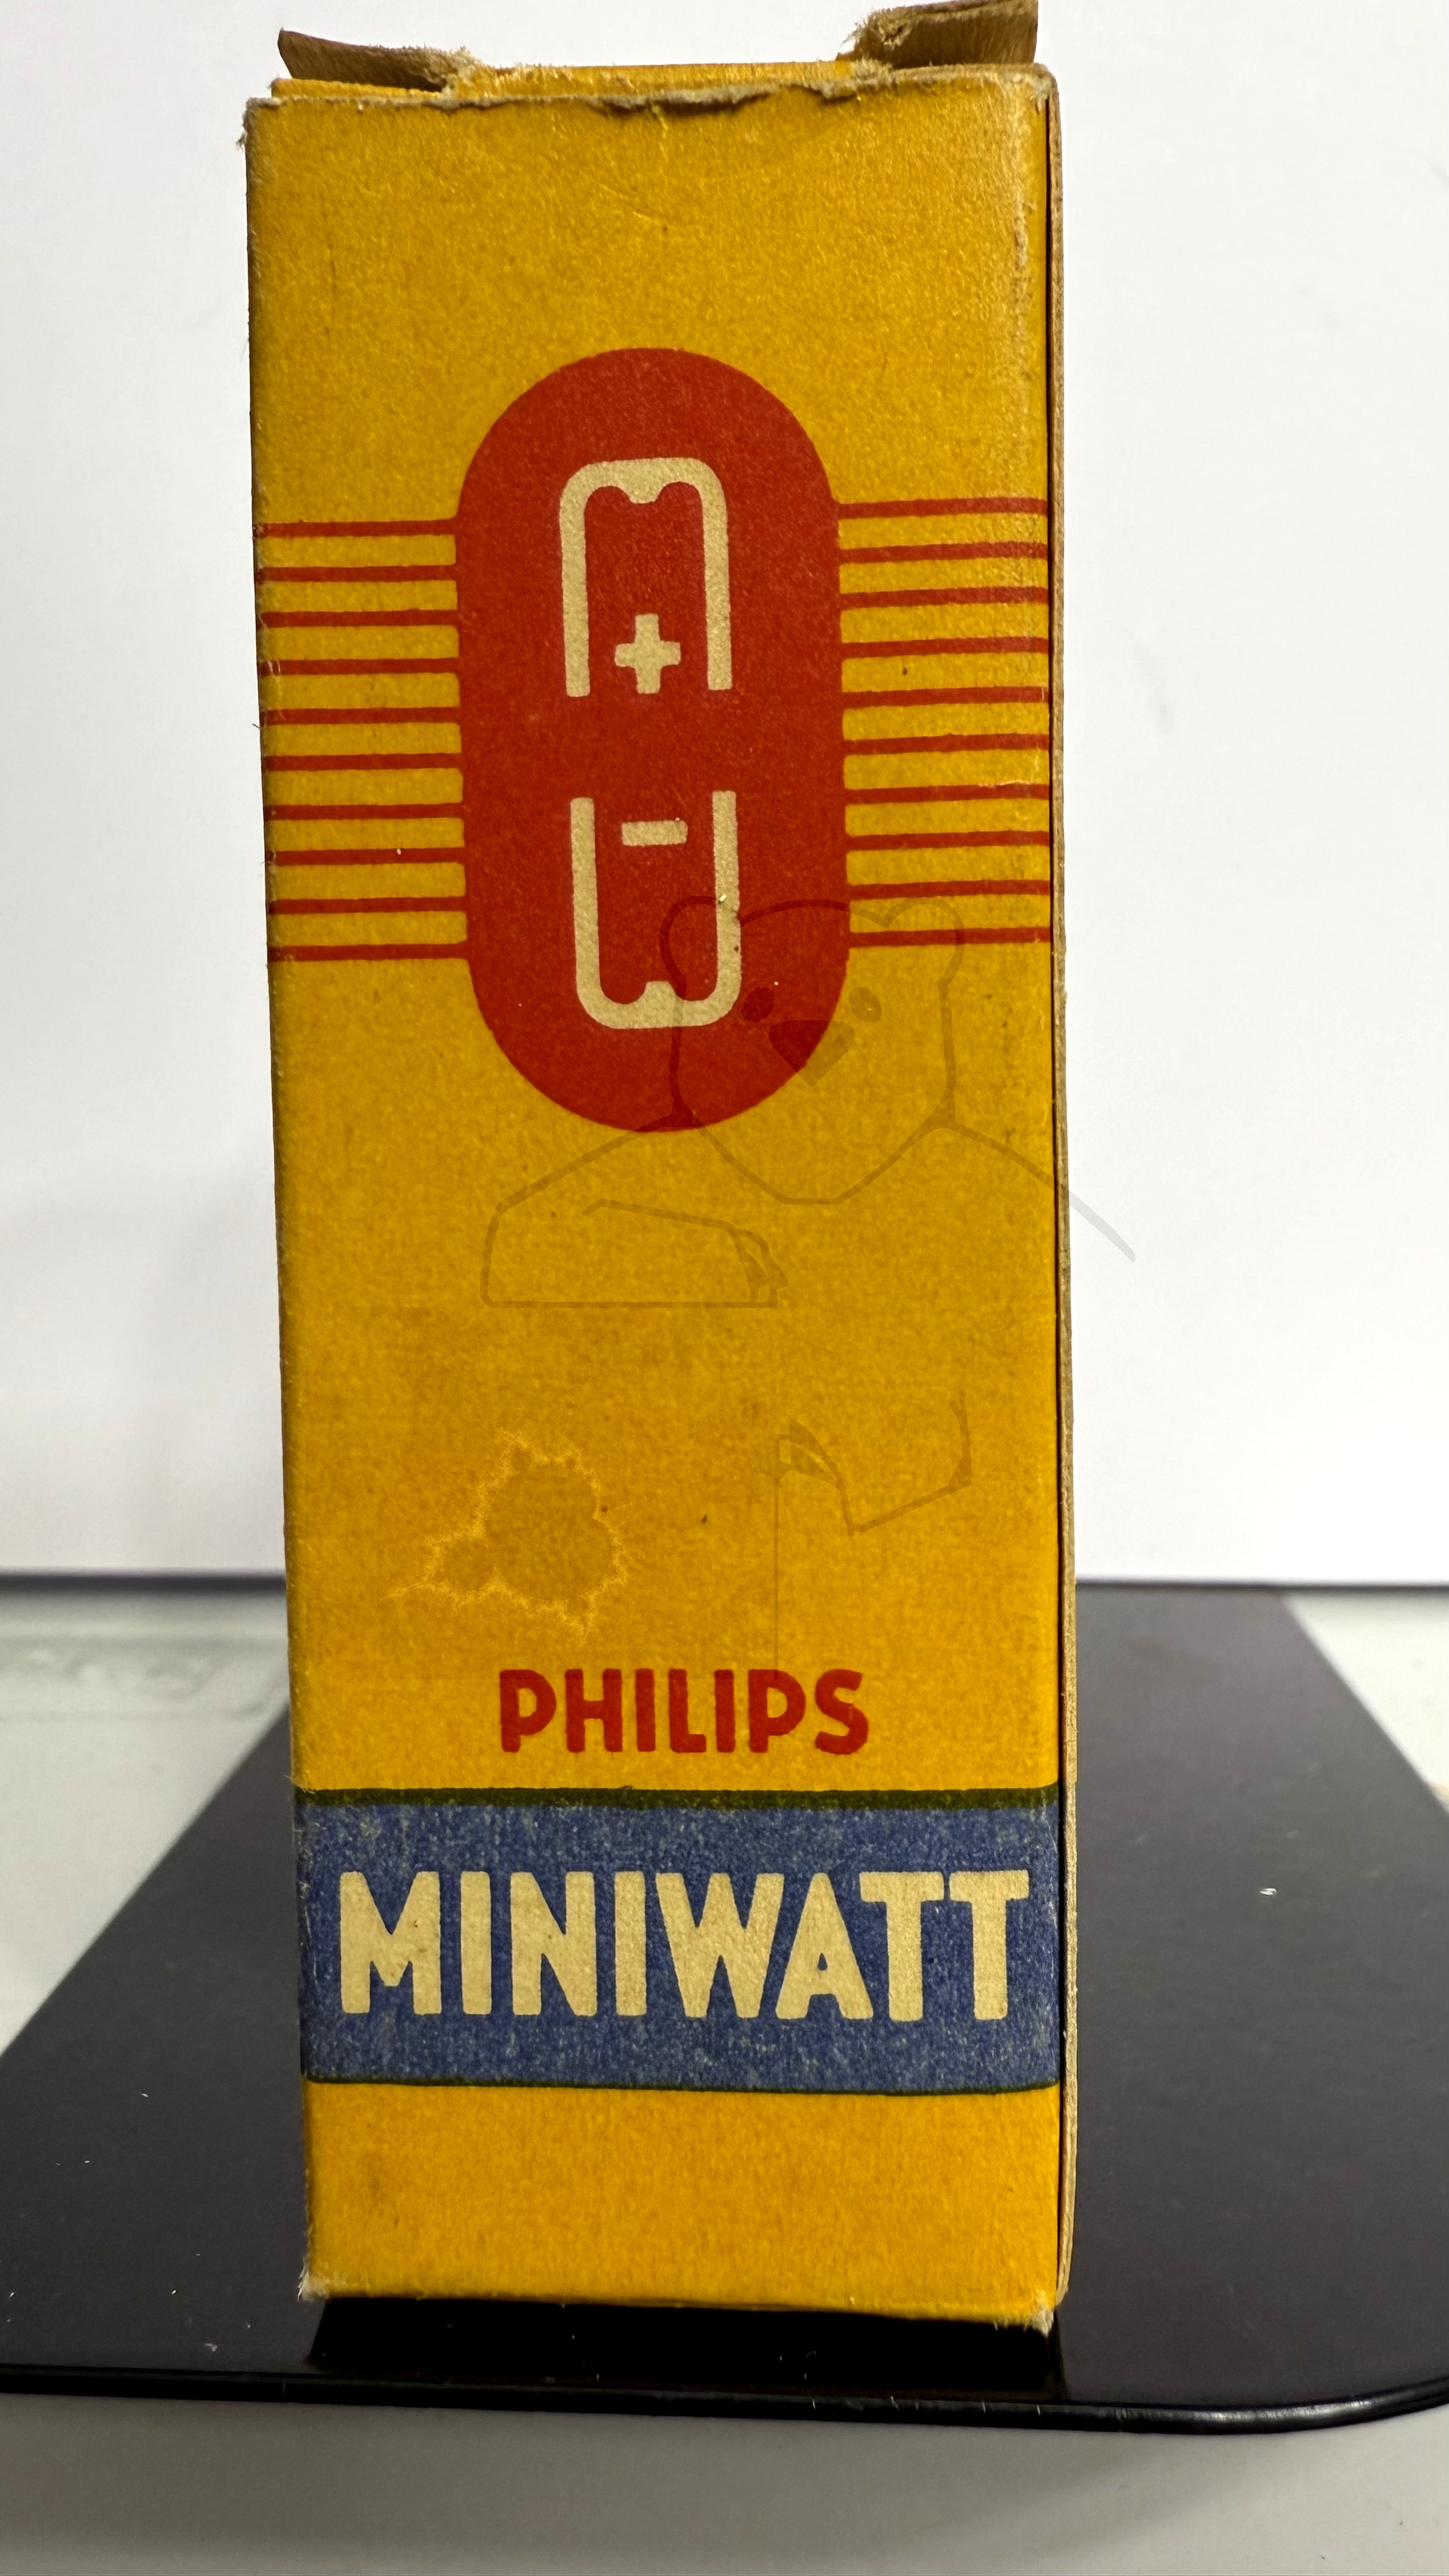 +
-
PHILIPS
MINIWATT